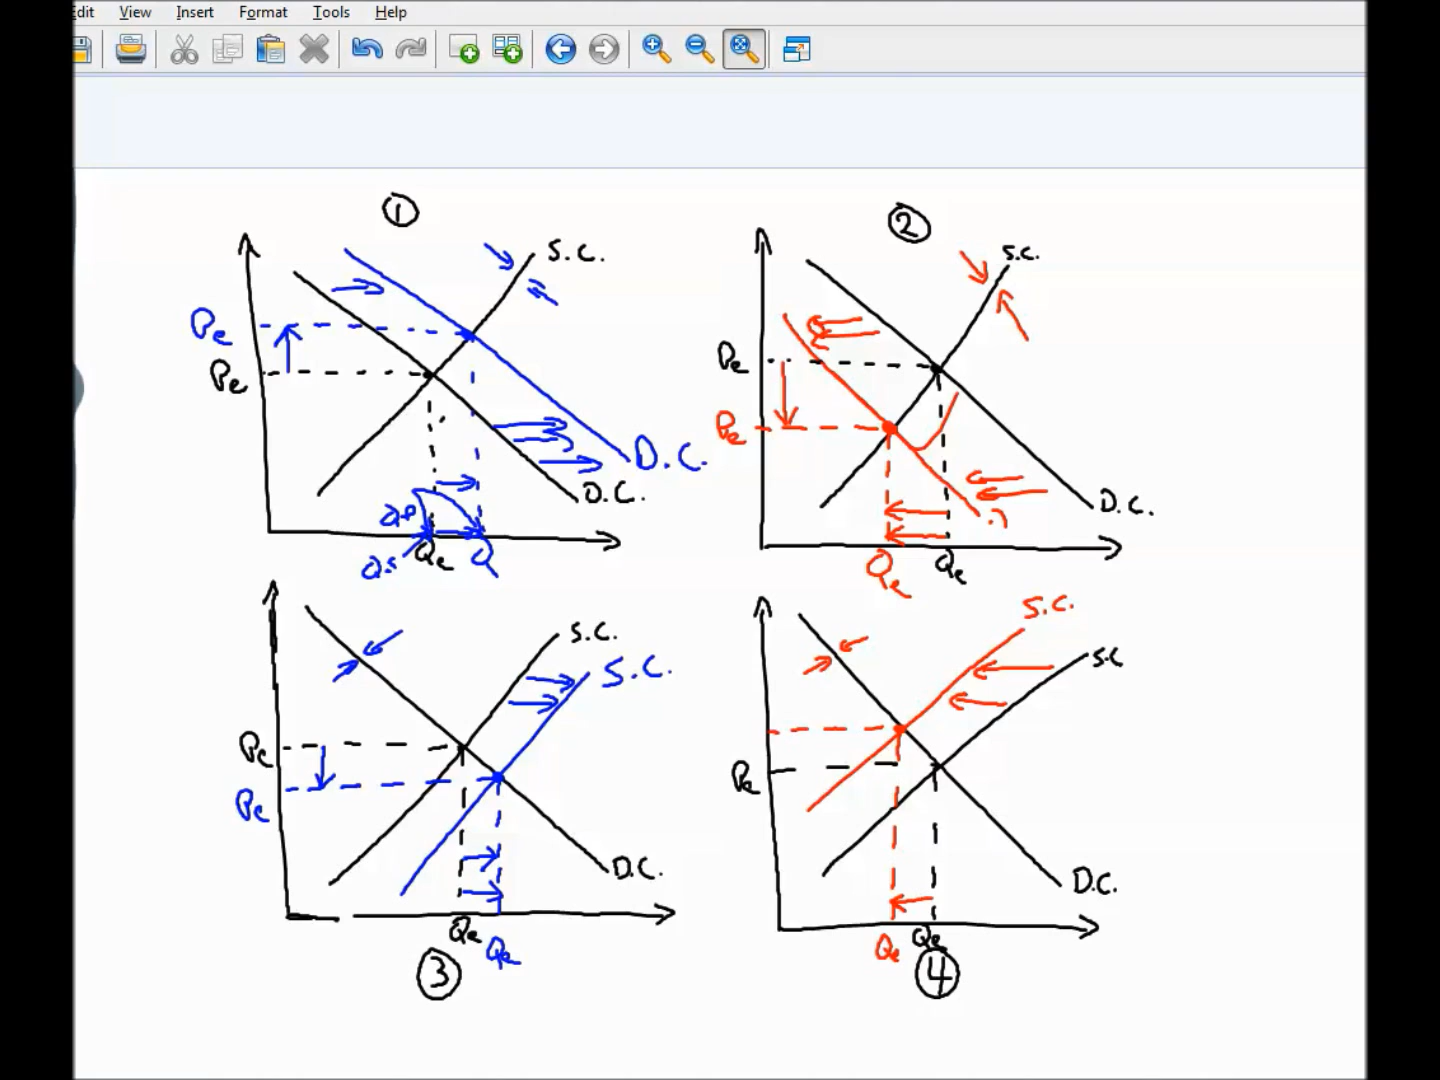 Edit View Insert Format Tools Help
① ②
S.C. S.C.
Pe
Pe
Pe
Pe
D.C.
D.C. D.C.
Qe Q Qe Qe
S.C.
S.C. S.C.
S.C.
Pe Pe
Pe
D.C. D.C.
Qe Qe Qe Qe
③ ④